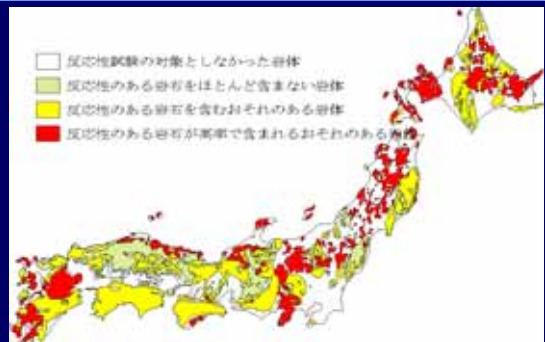 反応性試験の対象としなかった岩体
反応性のある岩石をほとんど含まない岩体
反応性のある岩石を含むおそれのある岩体
反応性のある岩石が高率で含まれるおそれのある岩体